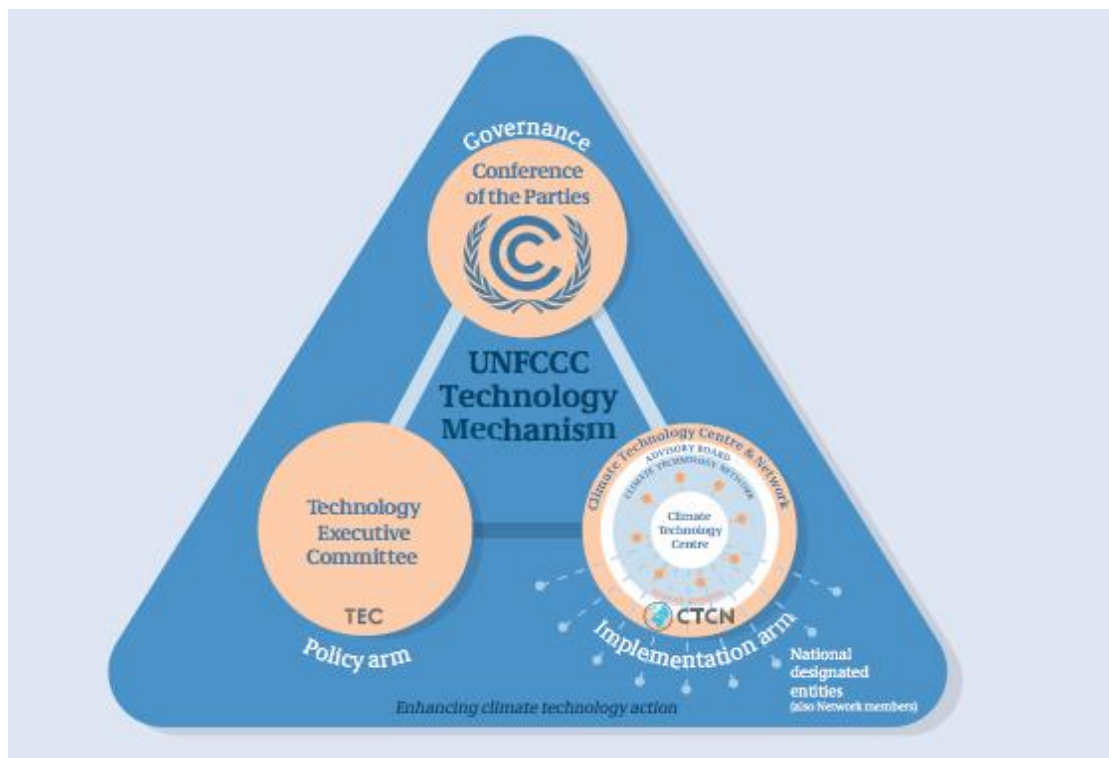 Governance
Conference
of the Parties
UNFCCC
Technology
Mechanism
Technology
Executive
Committee
TEC
Policy arm
Climate Technology Centre & Network
ADVISORY BOARD
CLIMATE TECHNOLOGY NETWORK
Climate
Technology
Centre
CTCN
Implementation arm
National
designated
entities
(also Network members)
Enhancing climate technology action